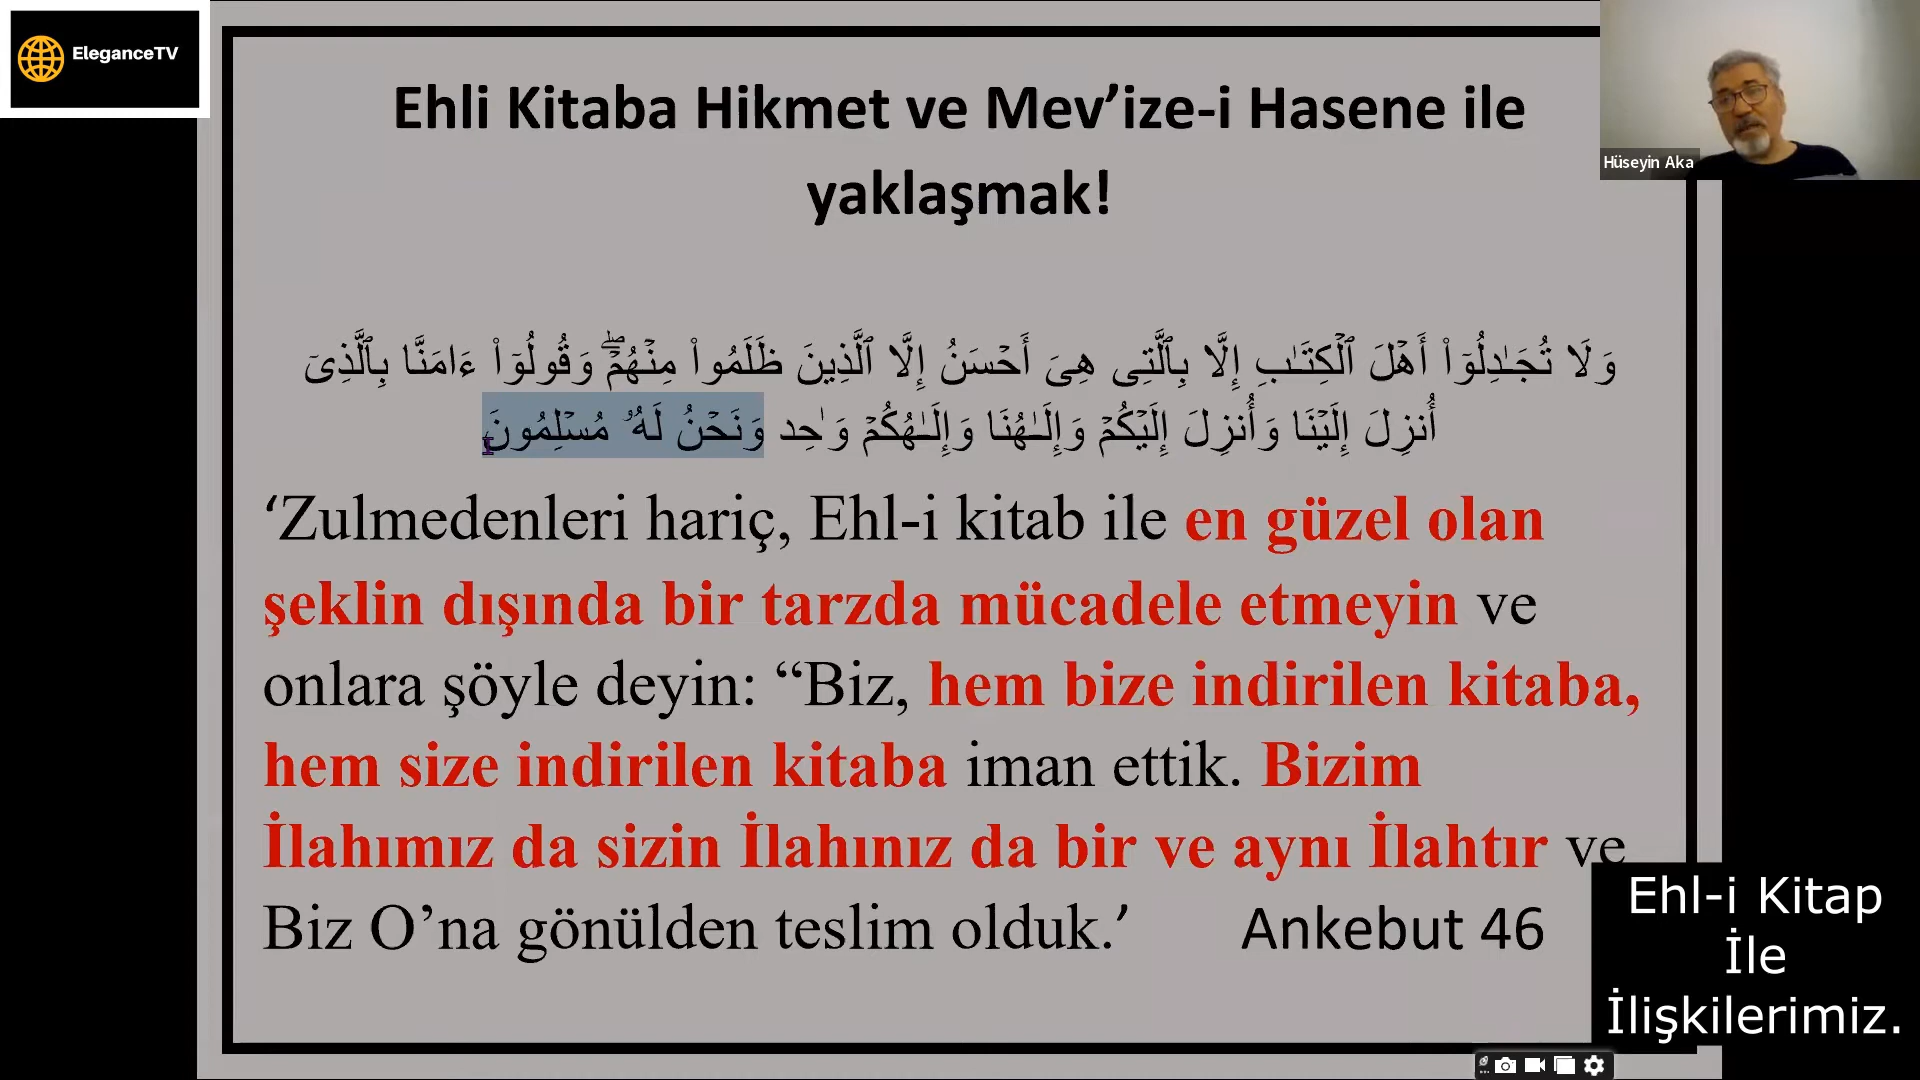 EleganceTV
Ehli Kitaba Hikmet ve Mev’ize-i Hasene ile
yaklaşmak!
Hüseyin Aka
وَلَا تُجَـٰدِلُوٓا۟ أَهْلَ ٱلْكِتَـٰبِ إِلَّا بِٱلَّتِى هِىَ أَحْسَنُ إِلَّا ٱلَّذِينَ ظَلَمُوا۟ مِنْهُمْ ۖ وَقُولُوٓا۟ ءَامَنَّا بِٱلَّذِىٓ
أُنزِلَ إِلَيْنَا وَأُنزِلَ إِلَيْكُمْ وَإِلَـٰهُنَا وَإِلَـٰهُكُمْ وَٰحِد وَنَحْنُ لَهُۥ مُسْلِمُونَ
‘Zulmedenleri hariç, Ehl-i kitab ile en güzel olan
şeklin dışında bir tarzda mücadele etmeyin ve
onlara şöyle deyin: “Biz, hem bize indirilen kitaba,
hem size indirilen kitaba iman ettik. Bizim
İlahımız da sizin İlahınız da bir ve aynı İlahtır ve
Biz O’na gönülden teslim olduk.’ Ankebut 46
Ehl-i Kitap
İle
İlişkilerimiz.